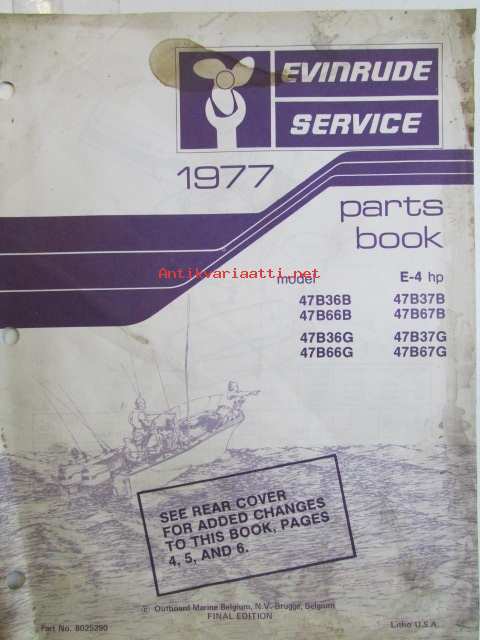 EVINRUDE
SERVICE
1977
parts
book
Antikvariaatti.net
model E-4 hp
47B36B 47B37B
47B66B 47B67B
47B36G 47B37G
47B66G 47B67G
SEE REAR COVER
FOR ADDED CHANGES
TO THIS BOOK, PAGES
4, 5, AND 6.
© Outboard Marine Belgium, N.V.-Brugge, Belgium
FINAL EDITION
Part No. 8025390
Litho U.S.A.